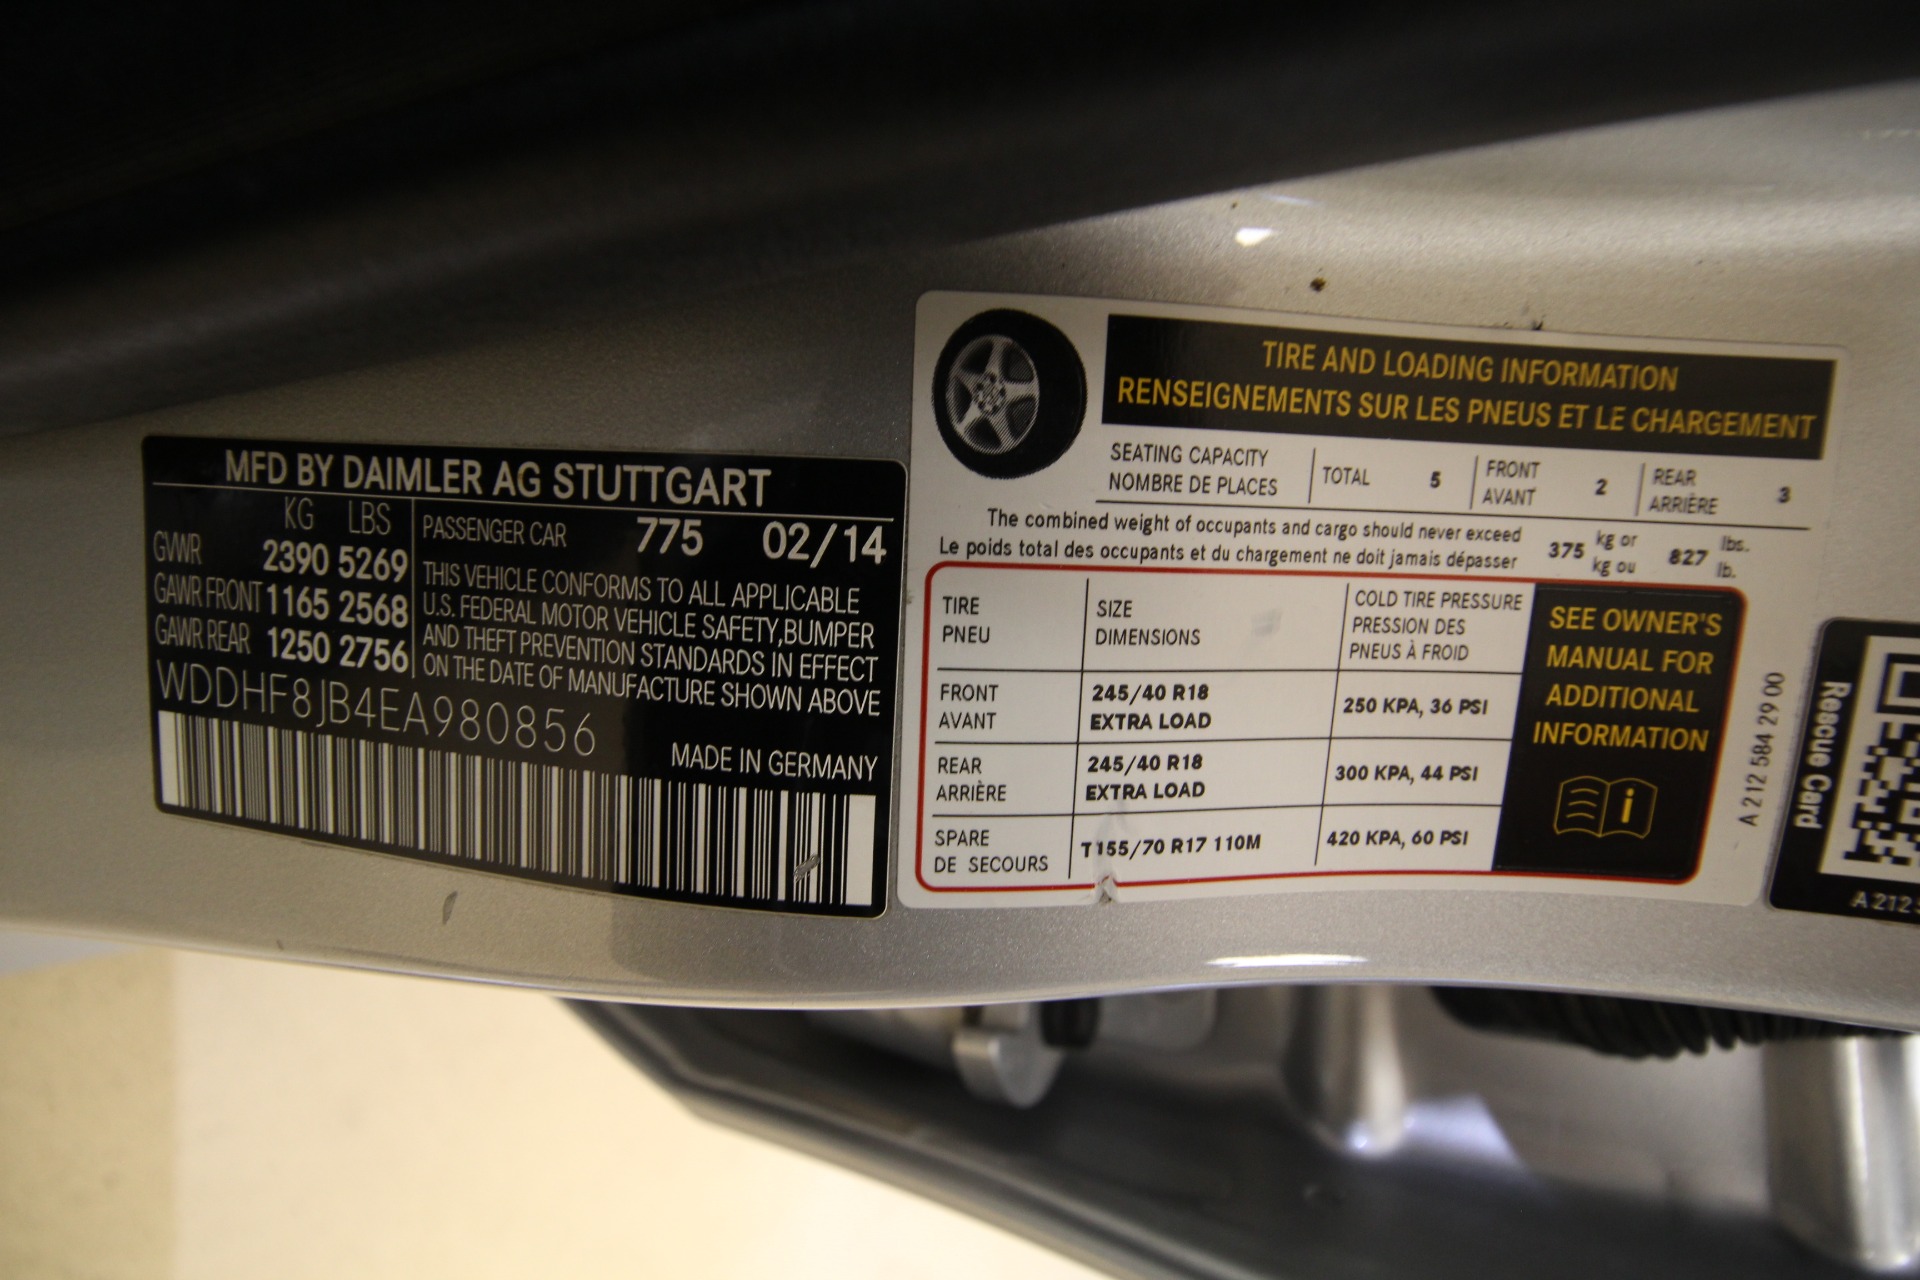 MFD BY DAIMLER AG STUTTGART
KG LBS
GVWR 2390 5269
GAWR FRONT 1165 2568
GAWR REAR 1250 2756
PASSENGER CAR 775 02/14
THIS VEHICLE CONFORMS TO ALL APPLICABLE
U.S. FEDERAL MOTOR VEHICLE SAFETY, BUMPER
AND THEFT PREVENTION STANDARDS IN EFFECT
ON THE DATE OF MANUFACTURE SHOWN ABOVE
WDDHF8JB4EA980856
MADE IN GERMANY
TIRE AND LOADING INFORMATION
RENSEIGNEMENTS SUR LES PNEUS ET LE CHARGEMENT
SEATING CAPACITY
NOMBRE DE PLACES
TOTAL 5
FRONT
AVANT 2
REAR
ARRIÈRE 3
The combined weight of occupants and cargo should never exceed
Le poids total des occupants et du chargement ne doit jamais dépasser
375 kg or
kg ou
827 lbs.
lb.
TIRE
PNEU
SIZE
DIMENSIONS
COLD TIRE PRESSURE
PRESSION DES
PNEUS À FROID
FRONT
AVANT
245/40 R18
EXTRA LOAD
250 KPA, 36 PSI
REAR
ARRIÈRE
245/40 R18
EXTRA LOAD
300 KPA, 44 PSI
SPARE
DE SECOURS
T155/70 R17 110M
420 KPA, 60 PSI
SEE OWNER'S
MANUAL FOR
ADDITIONAL
INFORMATION
i
A 212 584 29 00
Rescue Card
A 212